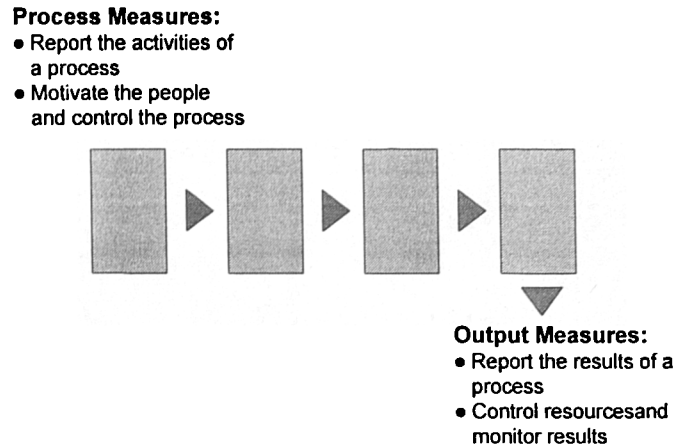 Process Measures:
● Report the activities of
a process
● Motivate the people
and control the process
Output Measures:
● Report the results of a
process
● Control resourcesand
monitor results